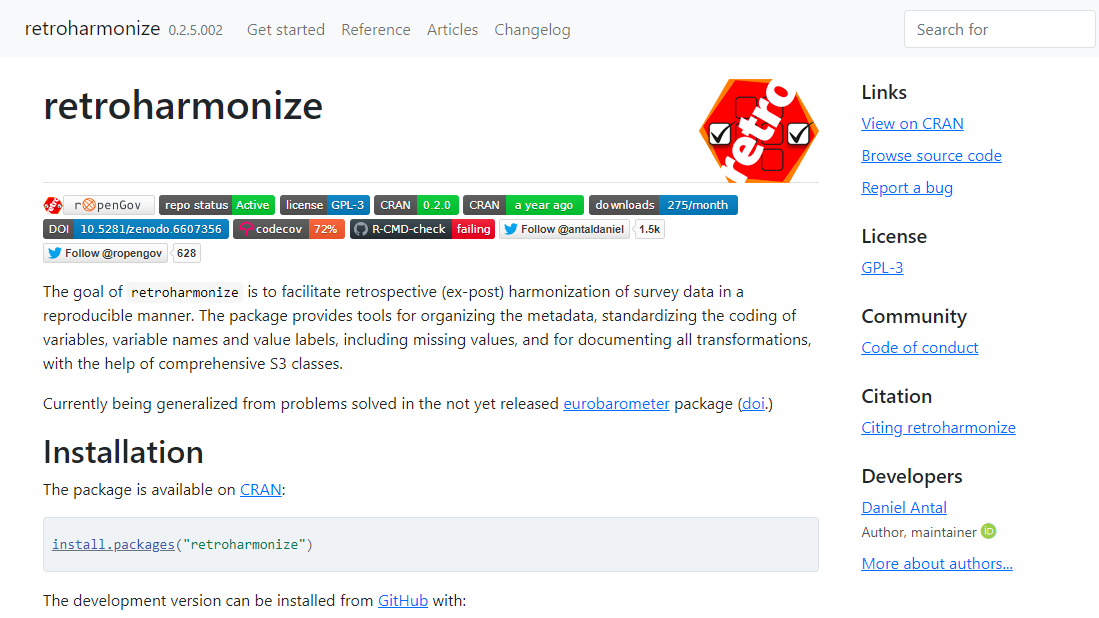 retroharmonize 0.2.5.002 Get started Reference Articles Changelog Search for
retroharmonize
retro
rOpenGov repo status Active license GPL-3 CRAN 0.2.0 CRAN a year ago downloads 275/month
DOI 10.5281/zenodo.6607356 codecov 72% R-CMD-check failing Follow @antaldaniel 1.5k
Follow @ropengov 628
The goal of retroharmonize is to facilitate retrospective (ex-post) harmonization of survey data in a
reproducible manner. The package provides tools for organizing the metadata, standardizing the coding of
variables, variable names and value labels, including missing values, and for documenting all transformations,
with the help of comprehensive S3 classes.
Currently being generalized from problems solved in the not yet released eurobarometer package (doi.)
Installation
The package is available on CRAN:
install.packages("retroharmonize")
The development version can be installed from GitHub with:
Links
View on CRAN
Browse source code
Report a bug
License
GPL-3
Community
Code of conduct
Citation
Citing retroharmonize
Developers
Daniel Antal
Author, maintainer iD
More about authors...